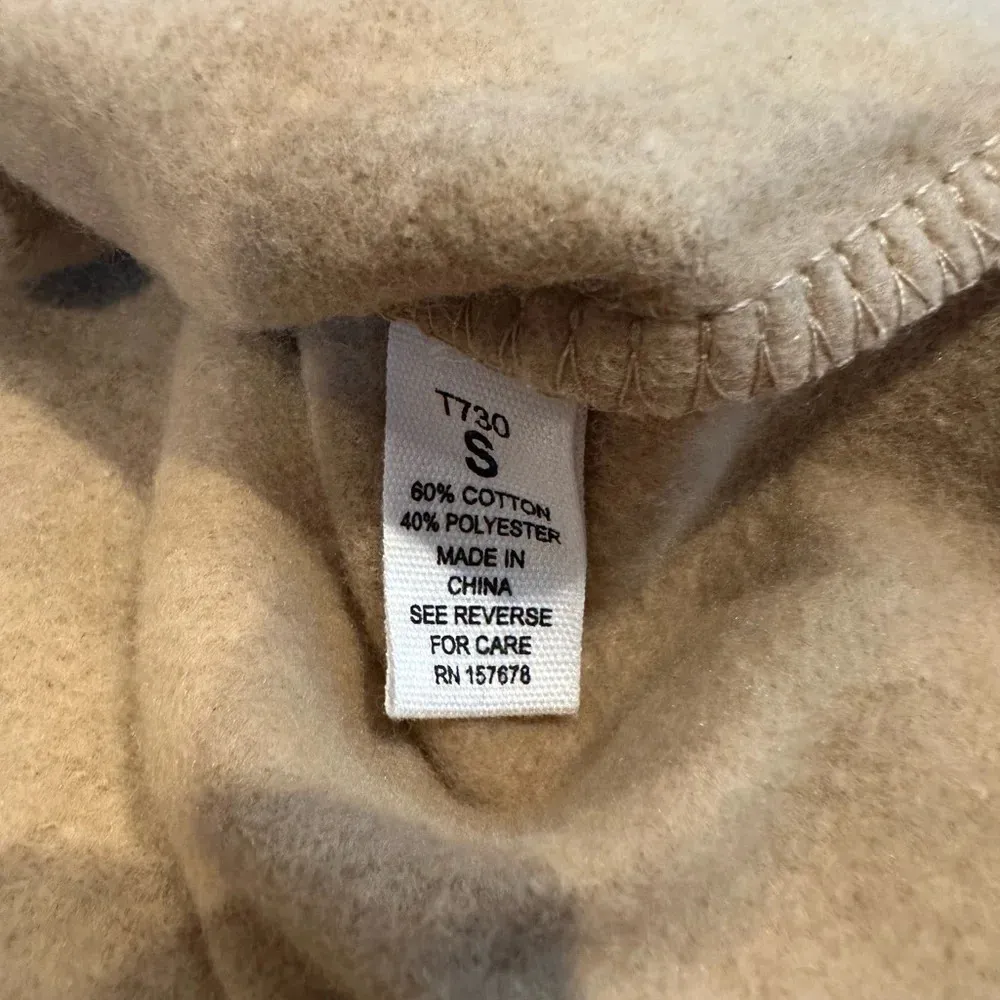 T730
S
60% COTTON
40% POLYESTER
MADE IN
CHINA
SEE REVERSE
FOR CARE
RN 157678